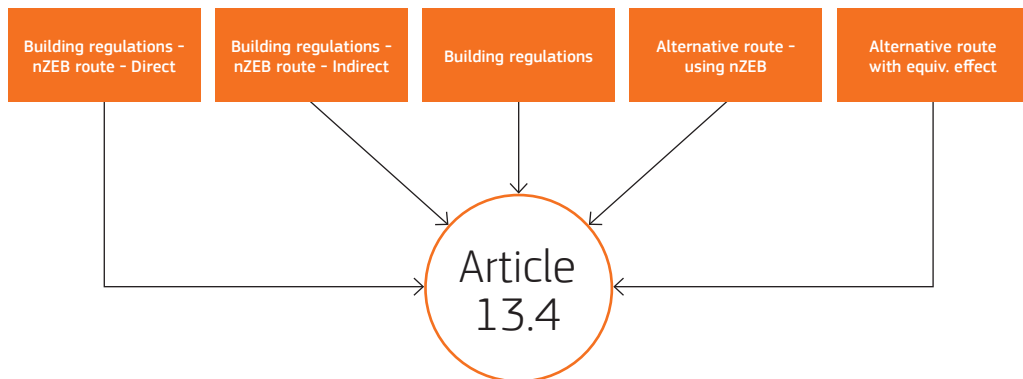 Building regulations -
nZEB route - Direct
Building regulations -
nZEB route - Indirect
Building regulations
Alternative route -
using nZEB
Alternative route
with equiv. effect
Article
13.4